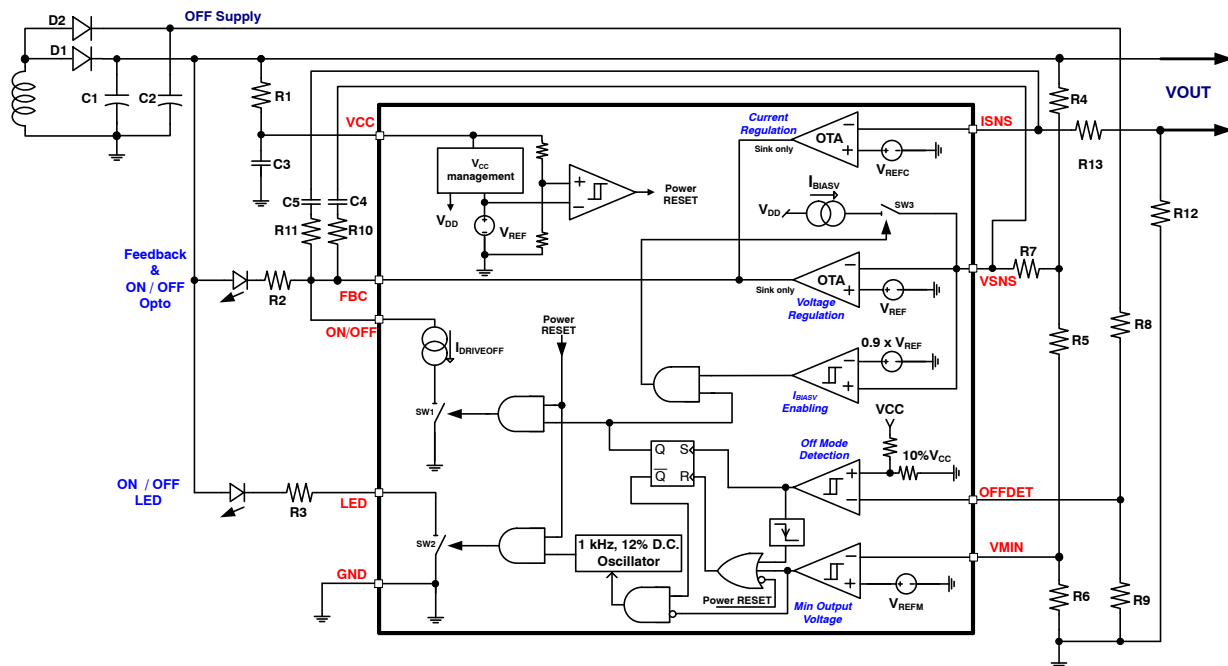 D2
OFF Supply
D1
C1
C2
R1
R4
VOUT
VCC
ISNS
R13
Current
Regulation
OTA
Sink only
VREFC
C3
VCC
management
Power
RESET
IBIASV
VDD
SW3
C5
C4
VDD
VREF
R12
R11
R10
Feedback
&
ON / OFF
Opto
R2
FBC
R7
VSNS
OTA
Sink only
Voltage
Regulation
VREF
ON/OFF
Power
RESET
R8
IDRIVEOFF
0.9 x VREF
R5
IBIASV
Enabling
SW1
VCC
Off Mode
Detection
10%VCC
Q
S
Q
R
ON / OFF
LED
R3
LED
OFFDET
SW2
1 kHz, 12% D.C.
Oscillator
VMIN
GND
Power RESET
VREFM
Min Output
Voltage
R6
R9